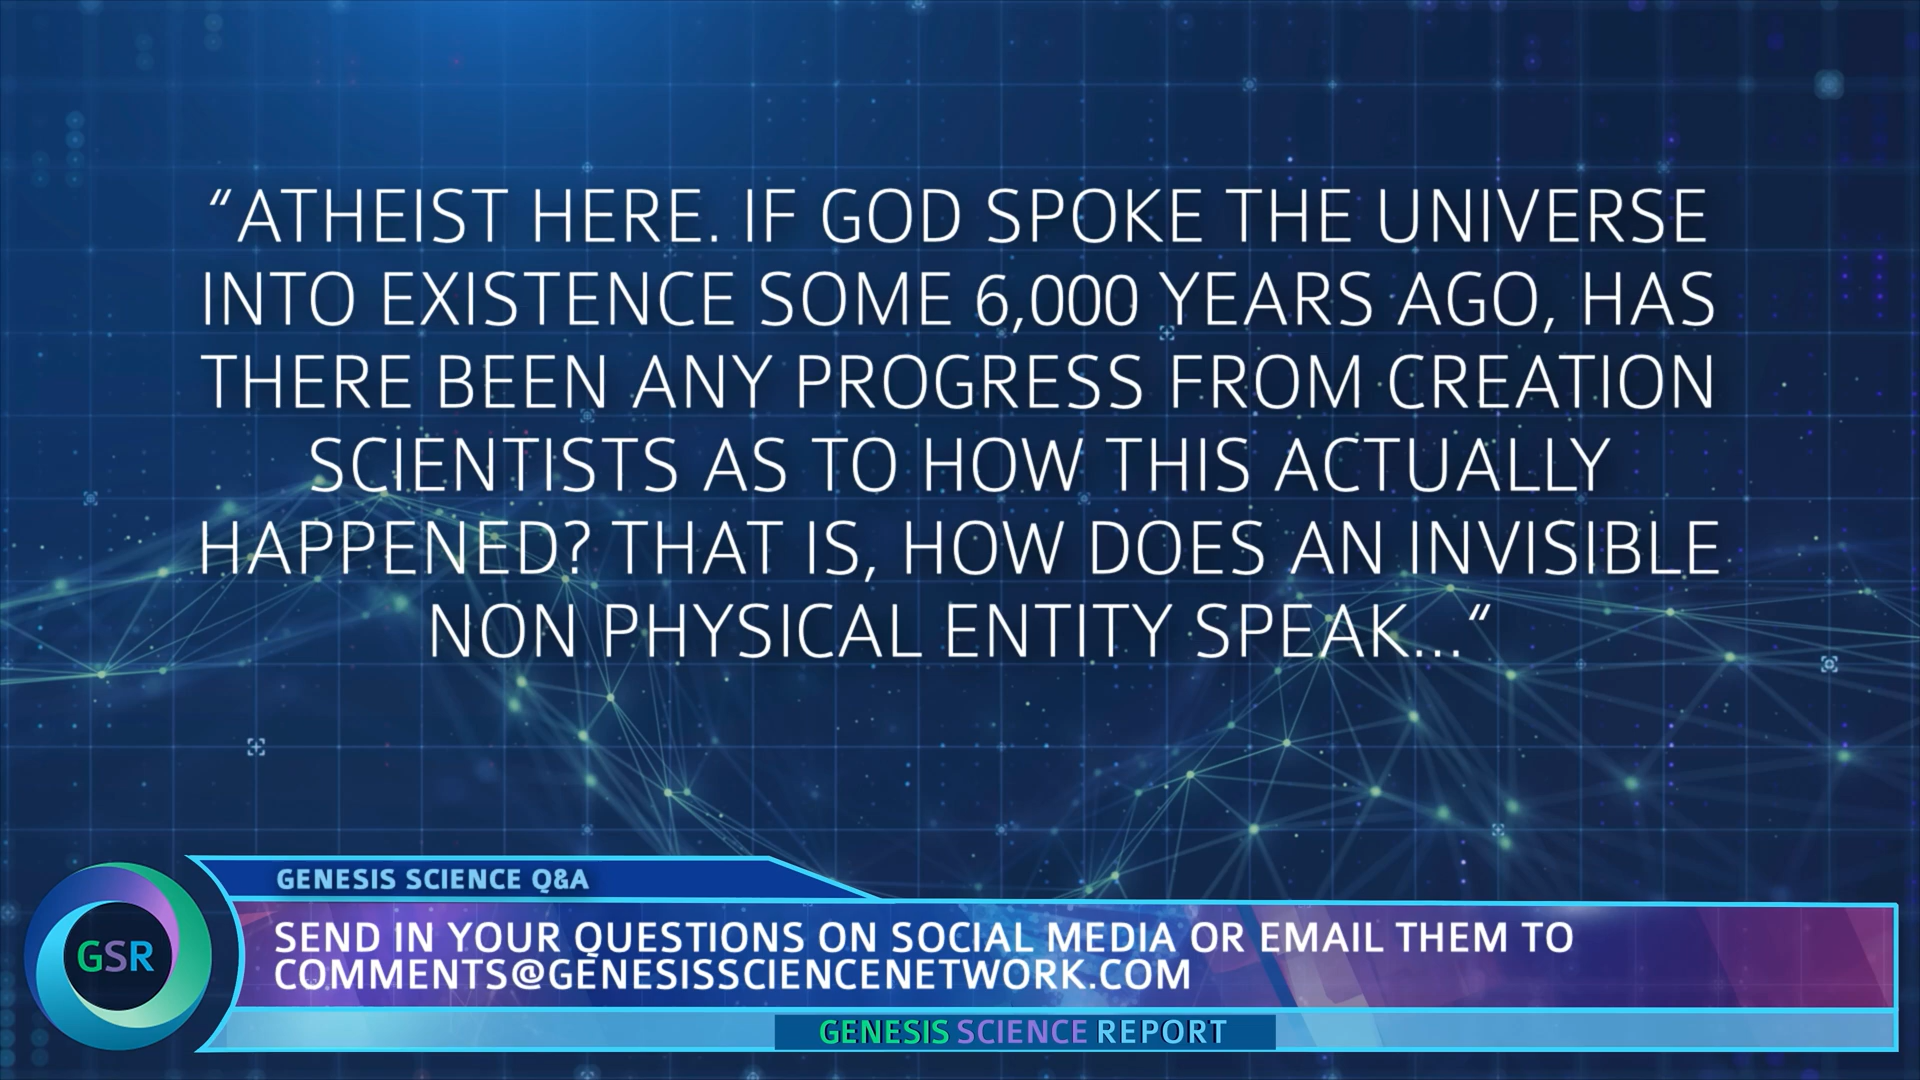 “ATHEIST HERE. IF GOD SPOKE THE UNIVERSE
INTO EXISTENCE SOME 6,000 YEARS AGO, HAS
THERE BEEN ANY PROGRESS FROM CREATION
SCIENTISTS AS TO HOW THIS ACTUALLY
HAPPENED? THAT IS, HOW DOES AN INVISIBLE
NON PHYSICAL ENTITY SPEAK...“
GENESIS SCIENCE Q&A
GSR
SEND IN YOUR QUESTIONS ON SOCIAL MEDIA OR EMAIL THEM TO
COMMENTS@GENESISSCIENCENETWORK.COM
GENESIS SCIENCE REPORT